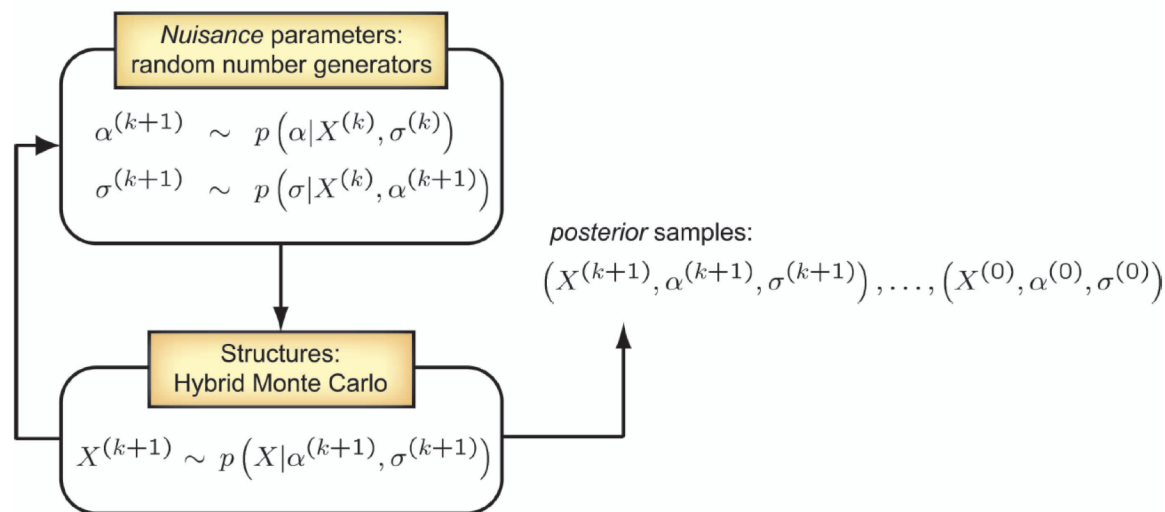 Nuisance parameters:
random number generators
α^(k+1) ∼ p(α|X^(k), σ^(k))
σ^(k+1) ∼ p(σ|X^(k), α^(k+1))
posterior samples:
(X^(k+1), α^(k+1), σ^(k+1)), . . . , (X^(0), α^(0), σ^(0))
Structures:
Hybrid Monte Carlo
X^(k+1) ∼ p(X|α^(k+1), σ^(k+1))